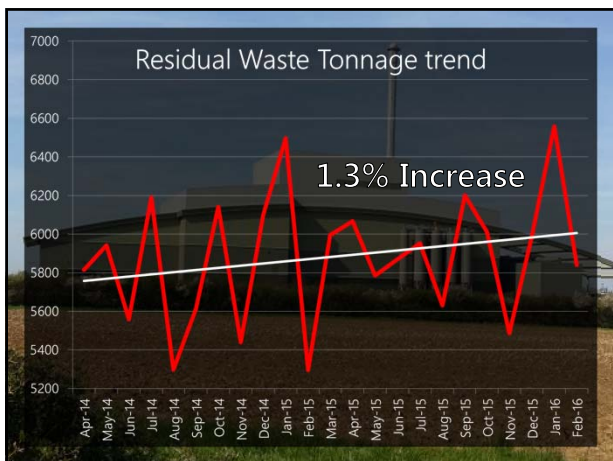 Residual Waste Tonnage trend
1.3% Increase
7000
6800
6600
6400
6200
6000
5800
5600
5400
5200
Apr-14
May-14
Jun-14
Jul-14
Aug-14
Sep-14
Oct-14
Nov-14
Dec-14
Jan-15
Feb-15
Mar-15
Apr-15
May-15
Jun-15
Jul-15
Aug-15
Sep-15
Oct-15
Nov-15
Dec-15
Jan-16
Feb-16